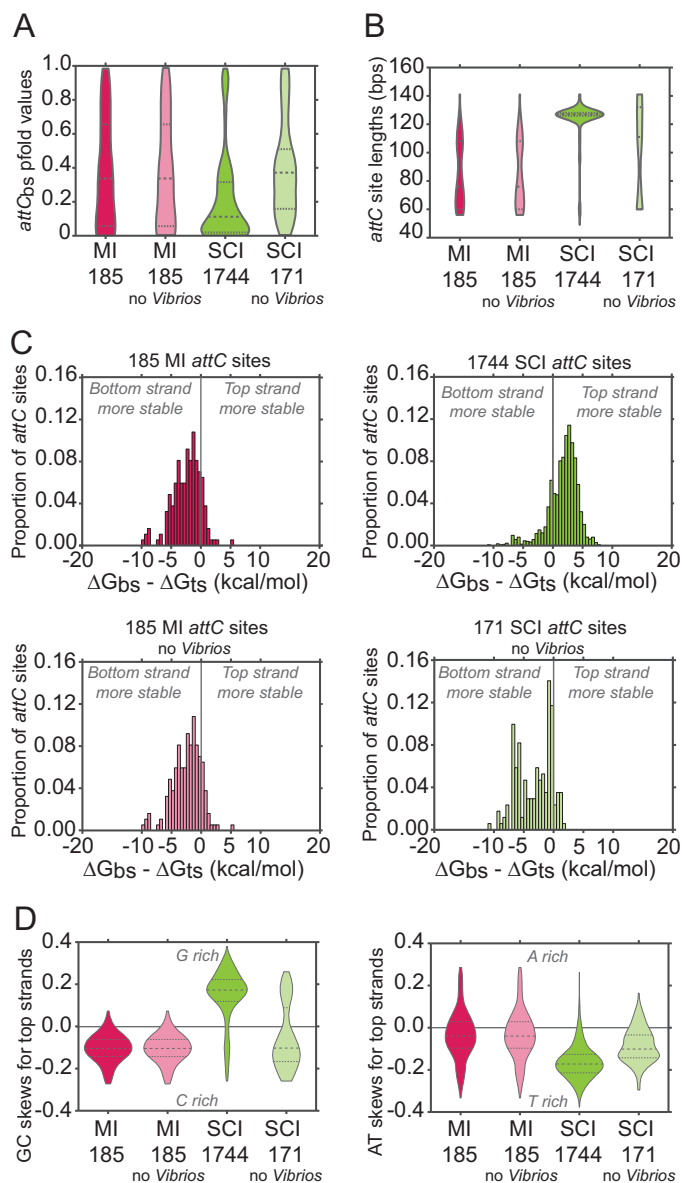 A
attCbs pfold values
1.0
0.8
0.6
0.4
0.2
0
MI MI SCI SCI
185 185 1744 171
no Vibrios no Vibrios
B
attC site lengths (bps)
160
140
120
100
80
60
40
MI MI SCI SCI
185 185 1744 171
no Vibrios no Vibrios
C
185 MI attC sites
Proportion of attC sites
0.16
0.12
0.08
0.04
0.00
Bottom strand Top strand
more stable more stable
-20 -10 -5 0 5 10 20
ΔGbs - ΔGts (kcal/mol)
1744 SCI attC sites
Proportion of attC sites
0.16
0.12
0.08
0.04
0.00
Bottom strand Top strand
more stable more stable
-20 -10 -5 0 5 10 20
ΔGbs - ΔGts (kcal/mol)
185 MI attC sites
no Vibrios
Proportion of attC sites
0.16
0.12
0.08
0.04
0.00
Bottom strand Top strand
more stable more stable
-20 -10 -5 0 5 10 20
ΔGbs - ΔGts (kcal/mol)
171 SCI attC sites
no Vibrios
Proportion of attC sites
0.16
0.12
0.08
0.04
0.00
Bottom strand Top strand
more stable more stable
-20 -10 -5 0 5 10 20
ΔGbs - ΔGts (kcal/mol)
D
GC skews for top strands
0.4
0.2
0.0
-0.2
-0.4
G rich
C rich
MI MI SCI SCI
185 185 1744 171
no Vibrios no Vibrios
AT skews for top strands
0.4
0.2
0.0
-0.2
-0.4
A rich
T rich
MI MI SCI SCI
185 185 1744 171
no Vibrios no Vibrios